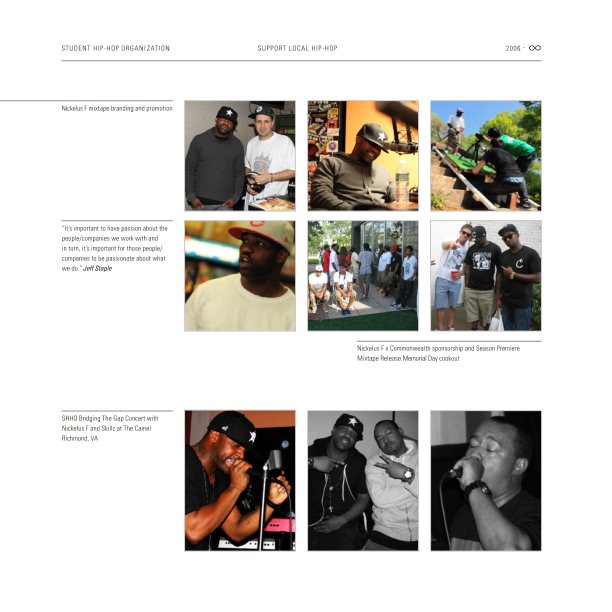 STUDENT HIP-HOP ORGANIZATION
SUPPORT LOCAL HIP-HOP
2006 - ∞
Nickelus F mixtape branding and promotion
"It's important to have passion about the
people/companies we work with and
in turn, it's important for those people/
companies to be passionate about what
we do." Jeff Staple
Nickelus F x Commonwealth sponsorship and Season Premiere
Mixtape Release Memorial Day cookout
SHHO Bridging The Gap Concert with
Nickelus F and Skillz at The Camel
Richmond, VA